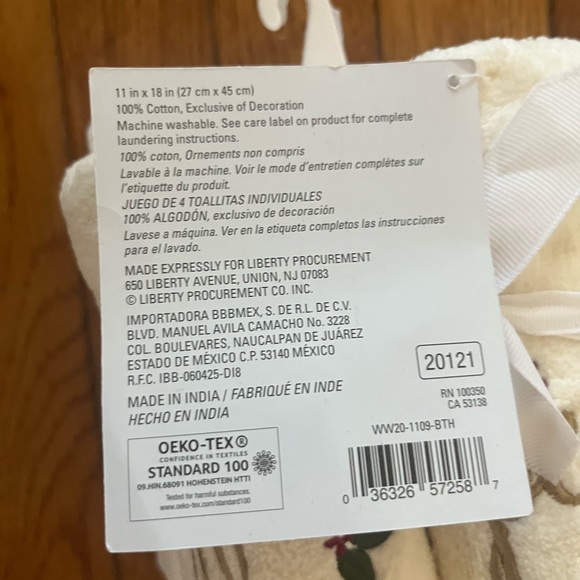 11 in x 18 in (27 cm x 45 cm)
100% Cotton, Exclusive of Decoration
Machine washable. See care label on product for complete
laundering instructions.
100% coton, Ornements non compris
Lavable à la machine. Voir le mode d'entretien complètes sur
l'etiquette du produit.
JUEGO DE 4 TOALLITAS INDIVIDUALES
100% ALGODÓN, exclusivo de decoración
Lavese a máquina. Ver en la etiqueta completos las instrucciones
para el lavado.
MADE EXPRESSLY FOR LIBERTY PROCUREMENT
650 LIBERTY AVENUE, UNION, NJ 07083
© LIBERTY PROCUREMENT CO. INC.
IMPORTADORA BBBMEX, S. DE R.L. DE C.V.
BLVD. MANUEL AVILA CAMACHO No. 3228
COL. BOULEVARES, NAUCALPAN DE JUÁREZ
ESTADO DE MÉXICO C.P. 53140 MÉXICO
R.F.C. IBB-060425-DI8
20121
MADE IN INDIA / FABRIQUÉ EN INDE
HECHO EN INDIA
RN 100350
CA 53138
OEKO-TEX®
CONFIDENCE IN TEXTILES
STANDARD 100
09.HIN.68091 HOHENSTEIN HTTI
Tested for harmful substances.
www.oeko-tex.com/standard100
WW20-1109-BTH
0 36326 57258 7